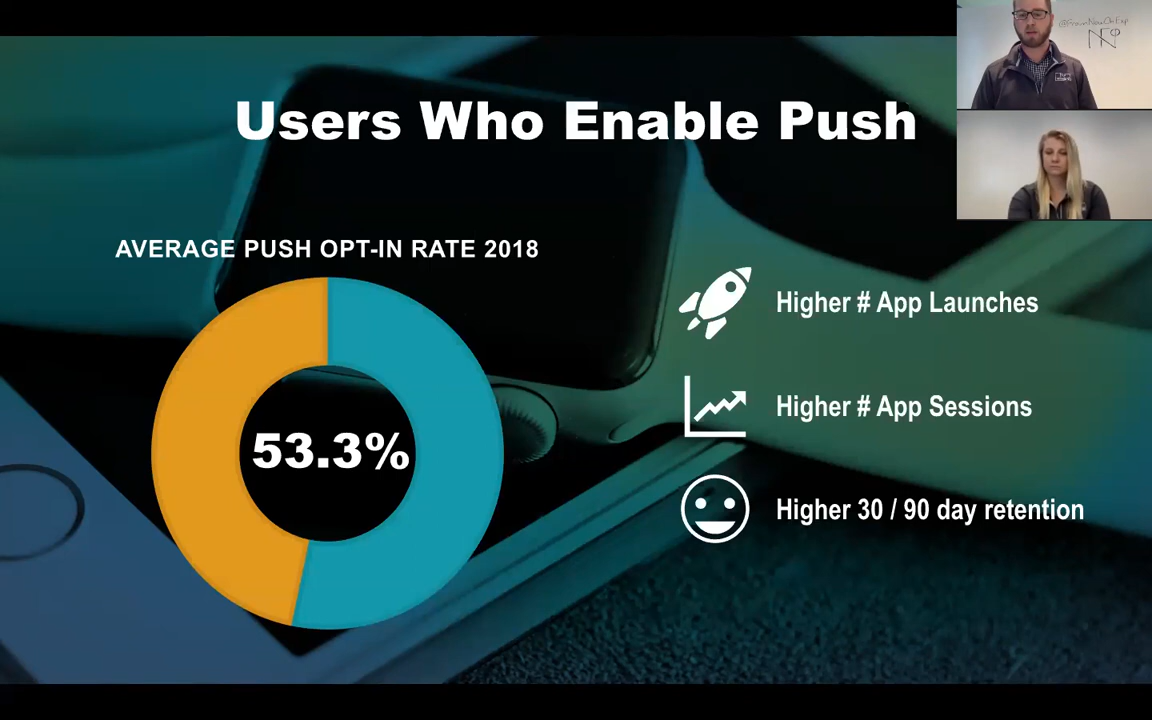 Users Who Enable Push
AVERAGE PUSH OPT-IN RATE 2018
53.3%
Higher # App Launches
Higher # App Sessions
Higher 30 / 90 day retention